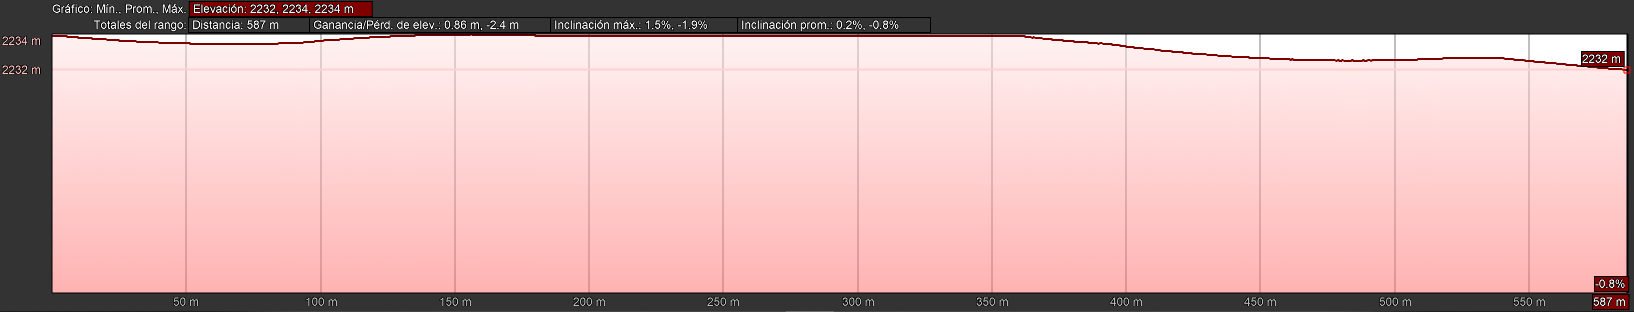 Gráfico: Mín., Prom., Máx. Elevación: 2232, 2234, 2234 m
Totales del rango: Distancia: 587 m Ganancia/Pérd. de elev.: 0.86 m, -2.4 m Inclinación máx.: 1.5%, -1.9% Inclinación prom.: 0.2%, -0.8%
2234 m
2232 m
2232 m
-0.8%
50 m 100 m 150 m 200 m 250 m 300 m 350 m 400 m 450 m 500 m 550 m 587 m